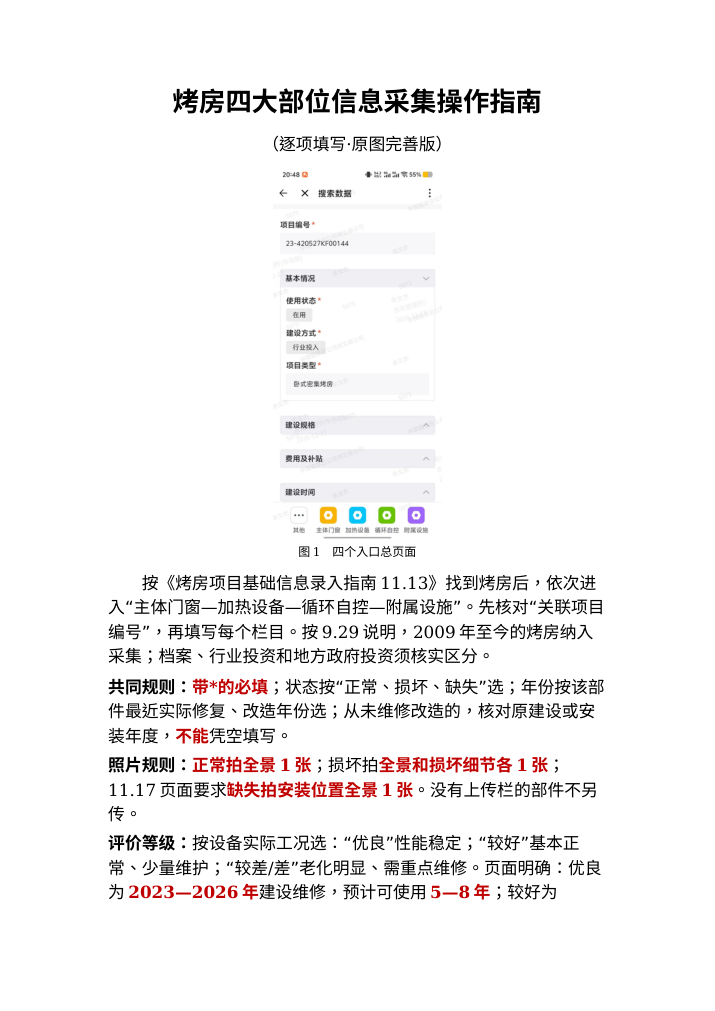 烤房四大部位信息采集操作指南
（逐项填写·原图完善版）
20:48
55%
搜索数据
项目编号*
23-420527KF00144
基本情况
使用状态*
在用
建设方式*
行业投入
项目类型*
卧式密集烤房
建设规格
费用及补贴
建设时间
其他 主体门窗 加热设备 循环自控 附属设施
图 1 四个入口总页面
按《烤房项目基础信息录入指南 11.13》找到烤房后，依次进
入“主体门窗—加热设备—循环自控—附属设施”。先核对“关联项目
编号”，再填写每个栏目。按 9.29 说明，2009 年至今的烤房纳入
采集；档案、行业投资和地方政府投资须核实区分。
共同规则：带*的必填；状态按“正常、损坏、缺失”选；年份按该部
件最近实际修复、改造年份选；从未维修改造的，核对原建设或安
装年度，不能凭空填写。
照片规则：正常拍全景 1 张；损坏拍全景和损坏细节各 1 张；
11.17 页面要求缺失拍安装位置全景 1 张。没有上传栏的部件不另
传。
评价等级：按设备实际工况选：“优良”性能稳定；“较好”基本正
常、少量维护；“较差/差”老化明显、需重点维修。页面明确：优良
为 2023—2026 年建设维修，预计可使用 5—8 年；较好为